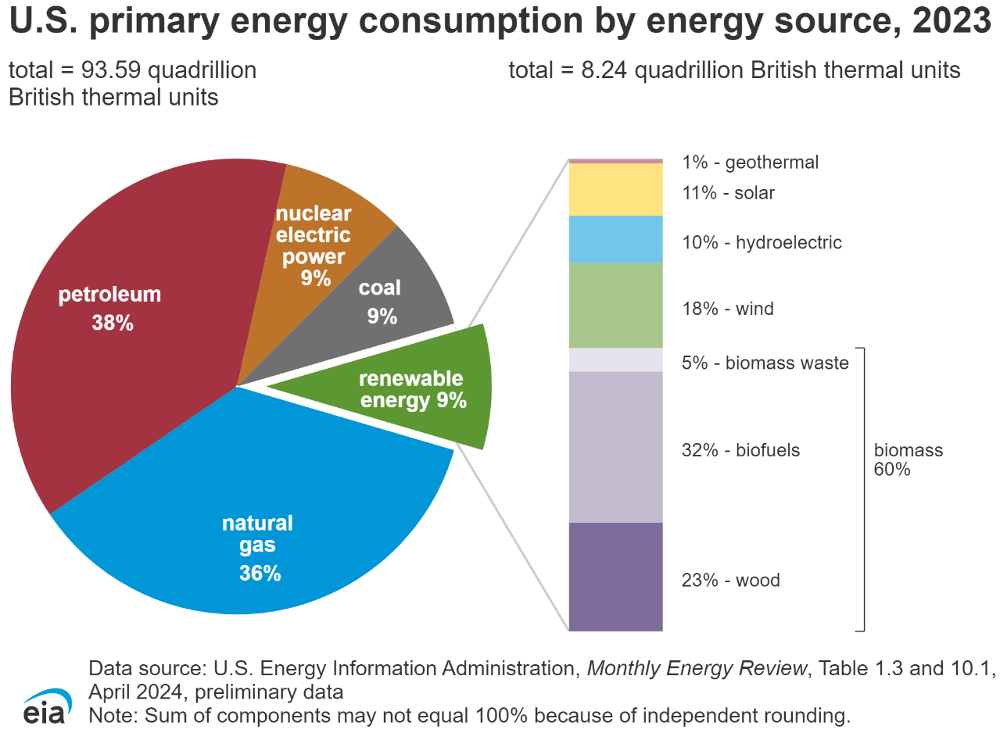 U.S. primary energy consumption by energy source, 2023
total = 93.59 quadrillion
British thermal units
total = 8.24 quadrillion British thermal units
nuclear
electric
power
9%
petroleum
38%
coal
9%
renewable
energy 9%
natural
gas
36%
1% - geothermal
11% - solar
10% - hydroelectric
18% - wind
5% - biomass waste
32% - biofuels
23% - wood
biomass
60%
Data source: U.S. Energy Information Administration, Monthly Energy Review, Table 1.3 and 10.1,
April 2024, preliminary data
Note: Sum of components may not equal 100% because of independent rounding.
eia